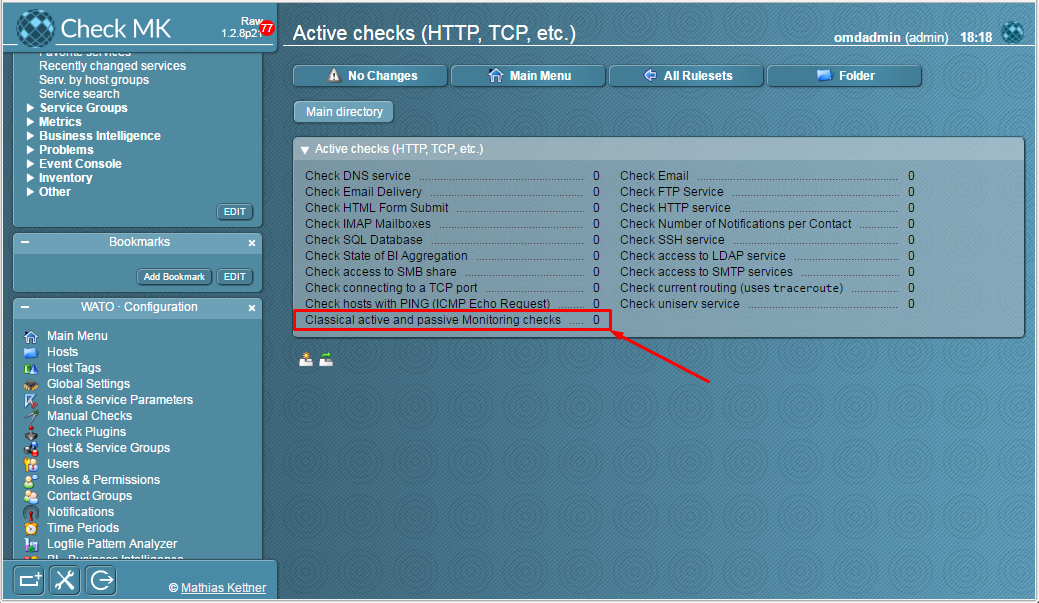 Check MK
Raw
1.2.8p21
77
Favorite services
Recently changed services
Serv. by host groups
Service search
Service Groups
Metrics
Business Intelligence
Problems
Event Console
Inventory
Other
EDIT
Bookmarks
Add Bookmark EDIT
WATO · Configuration
Main Menu
Hosts
Host Tags
Global Settings
Host & Service Parameters
Manual Checks
Check Plugins
Host & Service Groups
Users
Roles & Permissions
Contact Groups
Notifications
Time Periods
Logfile Pattern Analyzer
BI - Business Intelligence
© Mathias Kettner
Active checks (HTTP, TCP, etc.)
omdadmin (admin) 18:18
No Changes Main Menu All Rulesets Folder
Main directory
Active checks (HTTP, TCP, etc.)
Check DNS service 0
Check Email Delivery 0
Check HTML Form Submit 0
Check IMAP Mailboxes 0
Check SQL Database 0
Check State of BI Aggregation 0
Check access to SMB share 0
Check connecting to a TCP port 0
Check hosts with PING (ICMP Echo Request) 0
Classical active and passive Monitoring checks 0
Check Email 0
Check FTP Service 0
Check HTTP service 0
Check Number of Notifications per Contact 0
Check SSH service 0
Check access to LDAP service 0
Check access to SMTP services 0
Check current routing (uses traceroute) 0
Check uniserv service 0